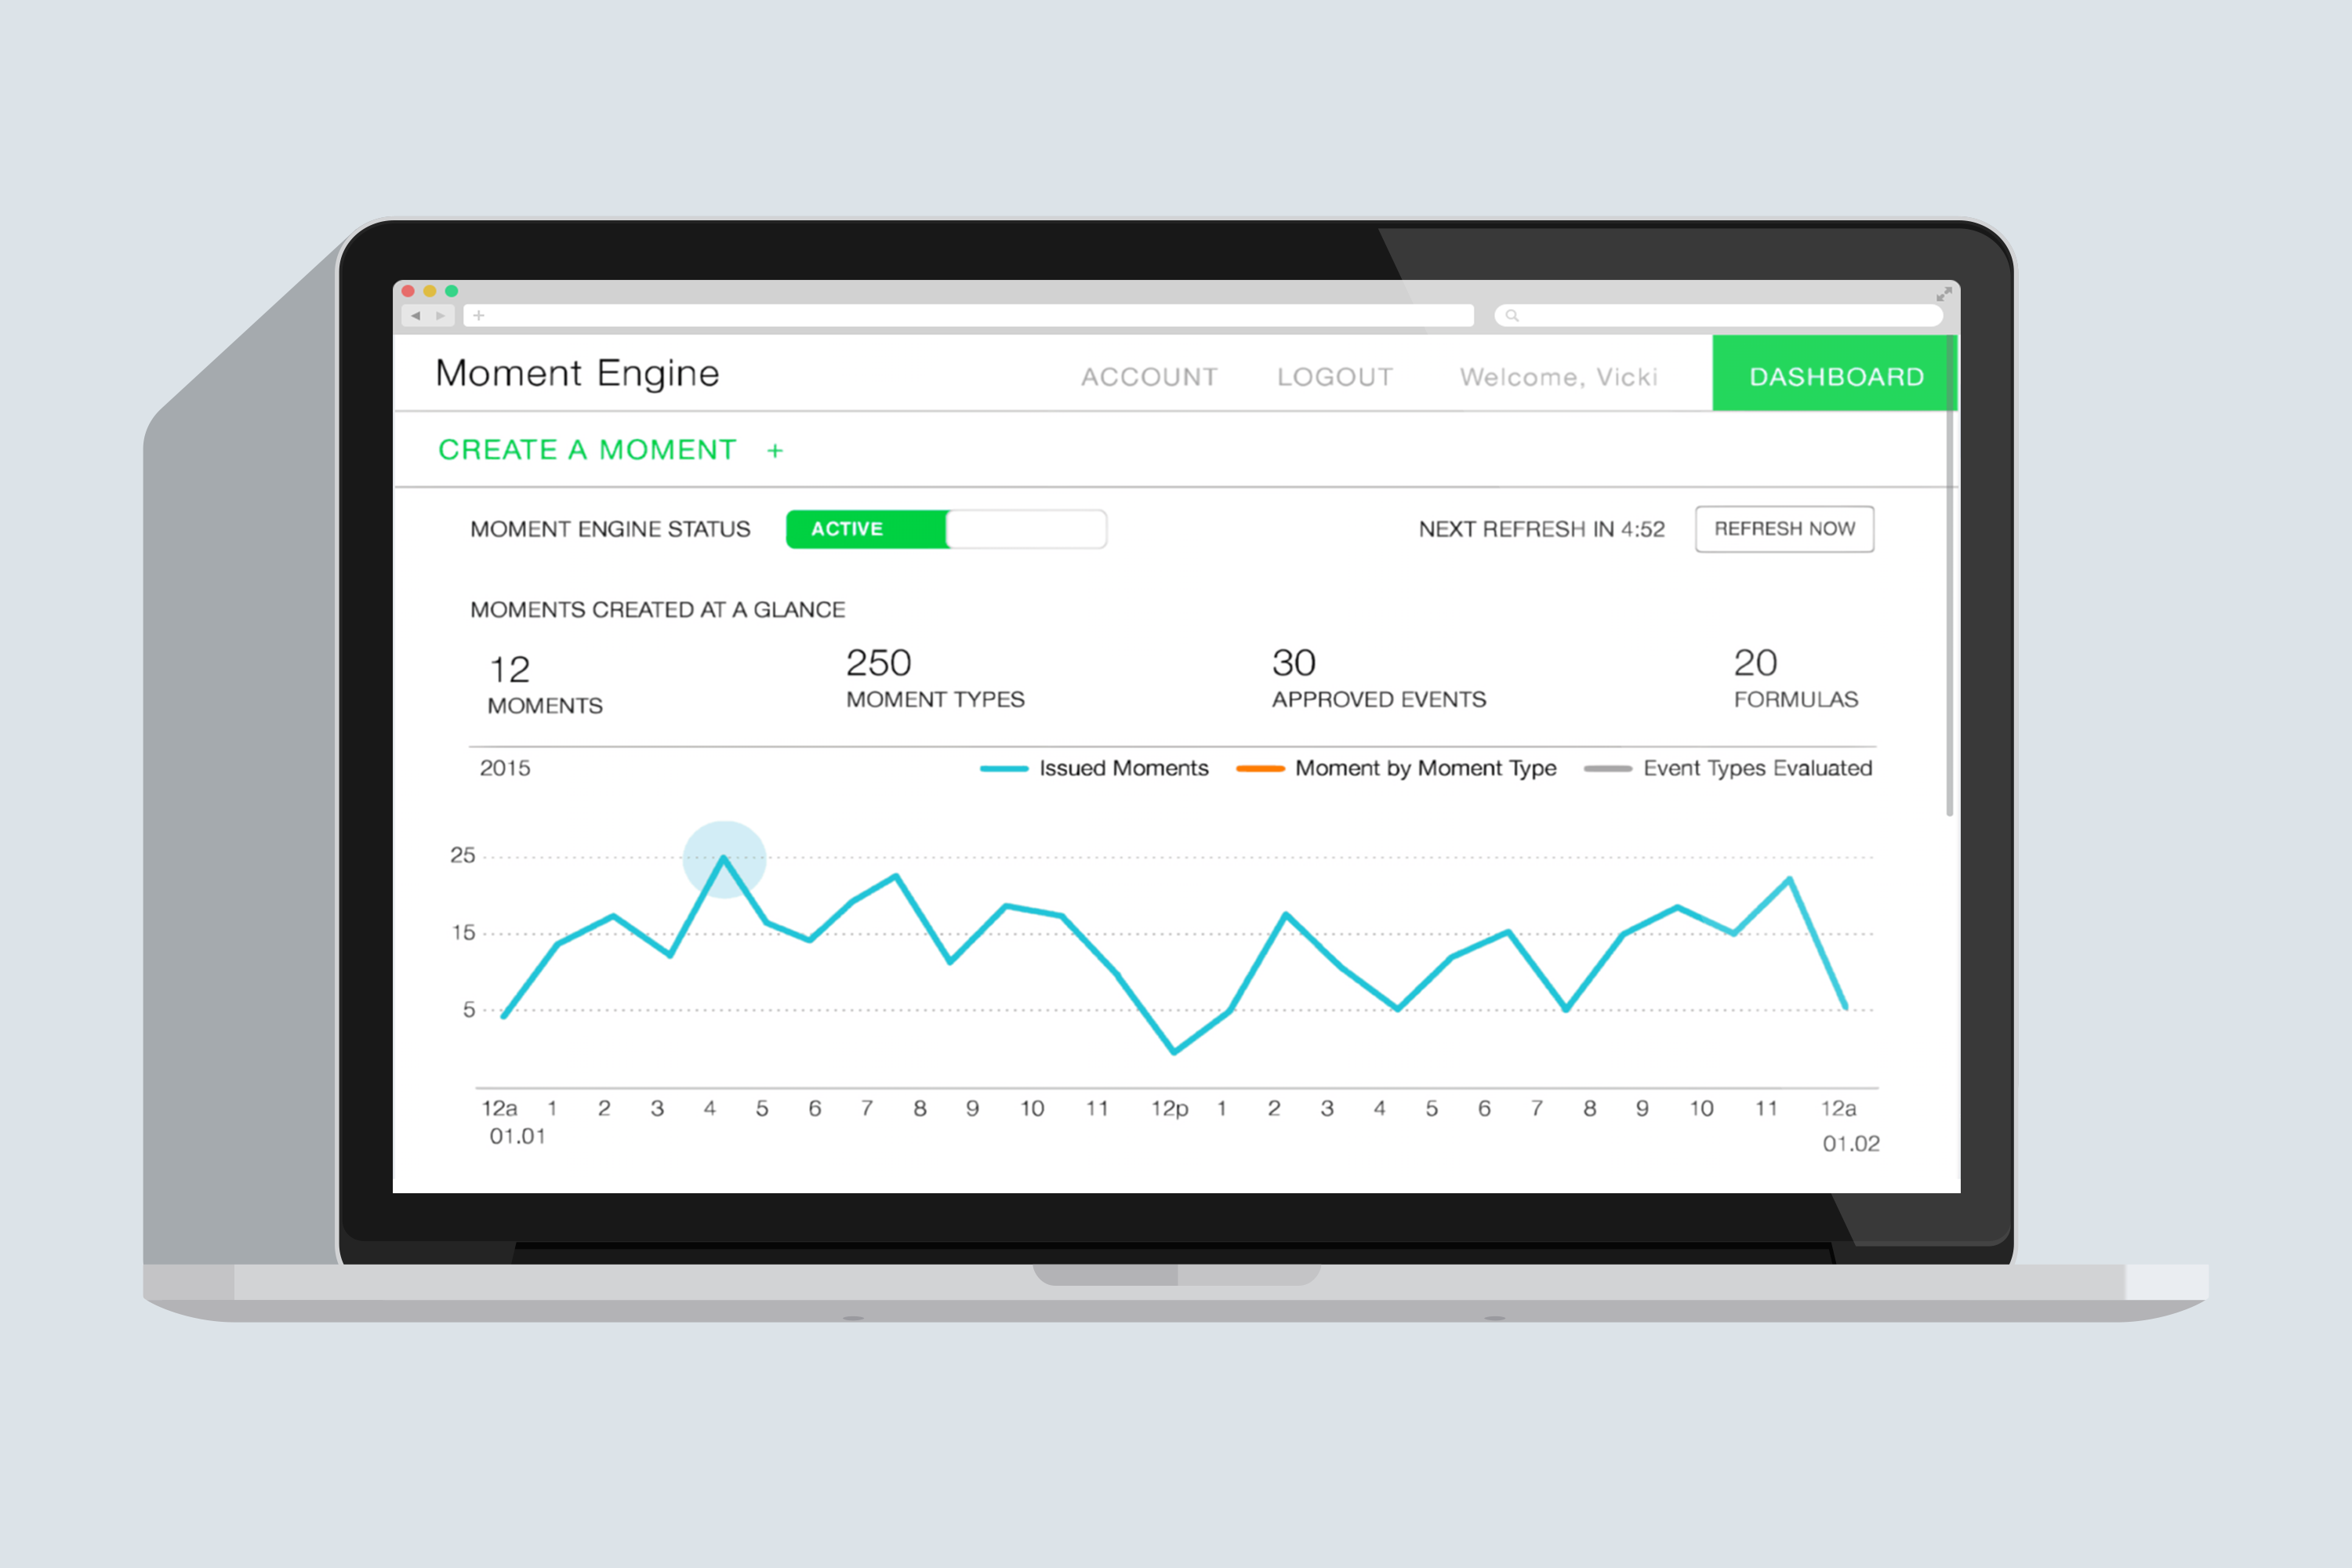 Moment Engine ACCOUNT LOGOUT Welcome, Vicki DASHBOARD
CREATE A MOMENT +
MOMENT ENGINE STATUS ACTIVE NEXT REFRESH IN 4:52 REFRESH NOW
MOMENTS CREATED AT A GLANCE
12 250 30 20
MOMENTS MOMENT TYPES APPROVED EVENTS FORMULAS
2015 Issued Moments Moment by Moment Type Event Types Evaluated
25
15
5
12a 1 2 3 4 5 6 7 8 9 10 11 12p 1 2 3 4 5 6 7 8 9 10 11 12a
01.01 01.02